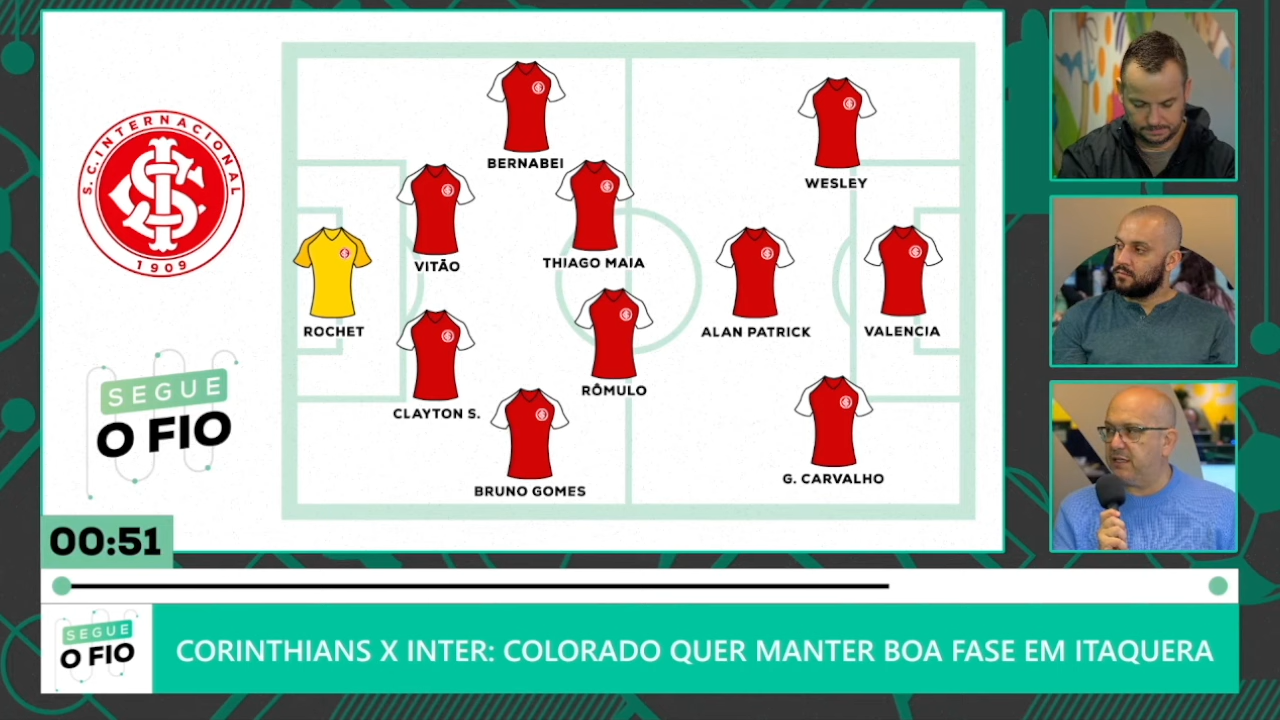 S.C. INTERNACIONAL
1909
SEGUE
O FIO
BERNABEI
WESLEY
VITÃO
THIAGO MAIA
ROCHET
ALAN PATRICK
VALENCIA
RÔMULO
CLAYTON S.
G. CARVALHO
BRUNO GOMES
00:51
SEGUE
O FIO
CORINTHIANS X INTER: COLORADO QUER MANTER BOA FASE EM ITAQUERA